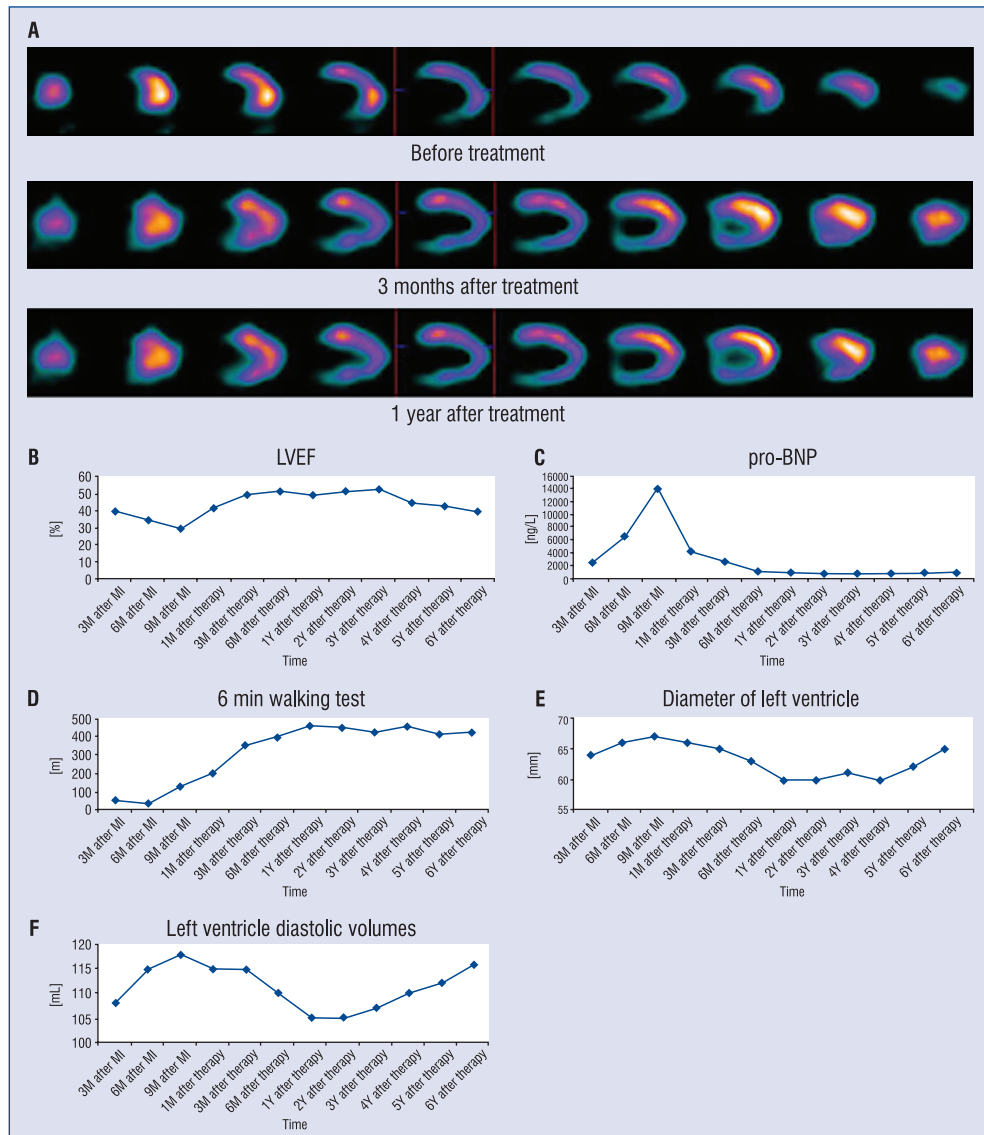 A
Before treatment
3 months after treatment
1 year after treatment
B
LVEF
[%]
60
50
40
30
20
10
0
3M after MI
6M after MI
9M after MI
1M after therapy
3M after therapy
6M after therapy
1Y after therapy
2Y after therapy
3Y after therapy
4Y after therapy
5Y after therapy
6Y after therapy
Time
C
pro-BNP
[ng/L]
16000
14000
12000
10000
8000
6000
4000
2000
0
3M after MI
6M after MI
9M after MI
1M after therapy
3M after therapy
6M after therapy
1Y after therapy
2Y after therapy
3Y after therapy
4Y after therapy
5Y after therapy
6Y after therapy
Time
D
6 min walking test
[m]
500
400
300
200
100
0
3M after MI
6M after MI
9M after MI
1M after therapy
3M after therapy
6M after therapy
1Y after therapy
2Y after therapy
3Y after therapy
4Y after therapy
5Y after therapy
6Y after therapy
Time
E
Diameter of left ventricle
[mm]
70
65
60
55
3M after MI
6M after MI
9M after MI
1M after therapy
3M after therapy
6M after therapy
1Y after therapy
2Y after therapy
3Y after therapy
4Y after therapy
5Y after therapy
6Y after therapy
Time
F
Left ventricle diastolic volumes
[mL]
120
115
110
105
100
3M after MI
6M after MI
9M after MI
1M after therapy
3M after therapy
6M after therapy
1Y after therapy
2Y after therapy
3Y after therapy
4Y after therapy
5Y after therapy
6Y after therapy
Time